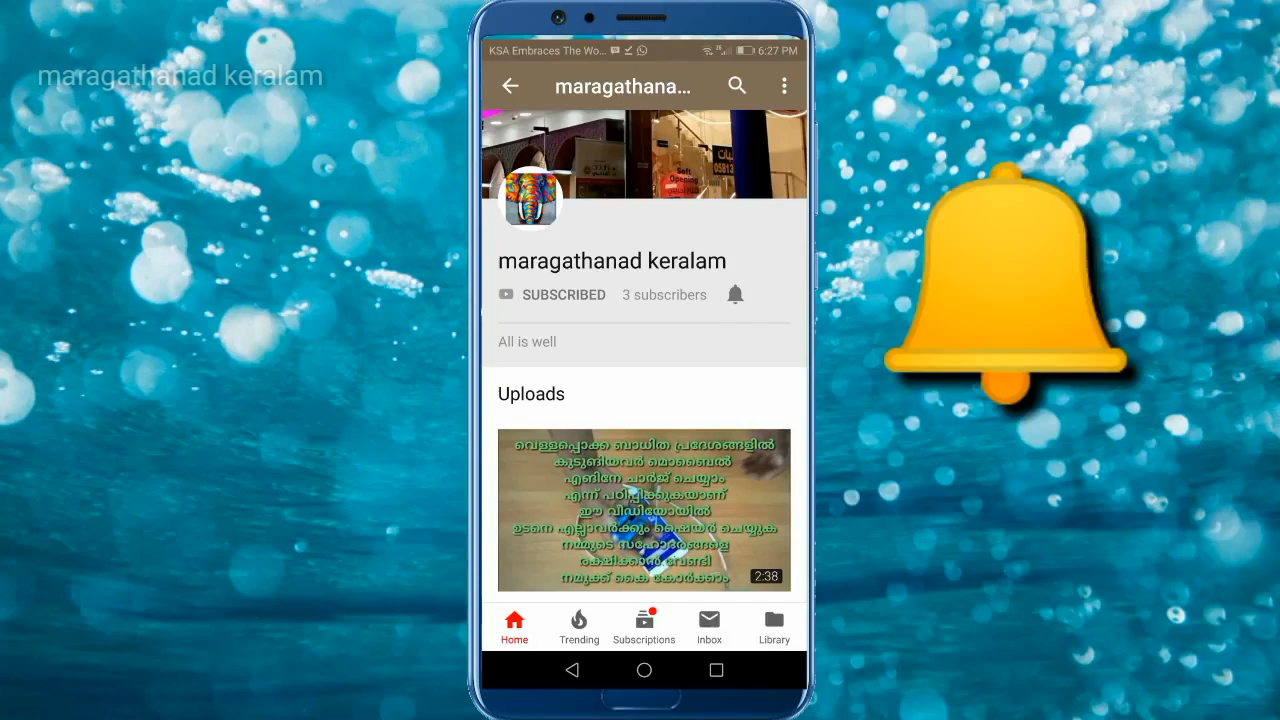 maragathanad keralam
KSA Embraces The Wo...
6:27 PM
maragathana...
Soft
Opening
maragathanad keralam
SUBSCRIBED 3 subscribers
All is well
Uploads
വെള്ളപ്പൊക്ക ബാധിത പ്രദേശങ്ങളിൽ
കുടുങിയവർ മൊബൈൽ
എങിനേ ചാർജ് ചെയ്യാം
എന്ന് പഠിപ്പിക്കുകയാണ്
ഈ വീഡിയോയിൽ
ഉടനെ എല്ലാവർക്കും ഷൈയർ ചെയ്യുക
നമ്മുടെ സഹോദരങ്ങളെ
രക്ഷിക്കാൻ വേണ്ടി
നമുക്ക് കൈ കോർക്കാം
2:38
Home Trending Subscriptions Inbox Library